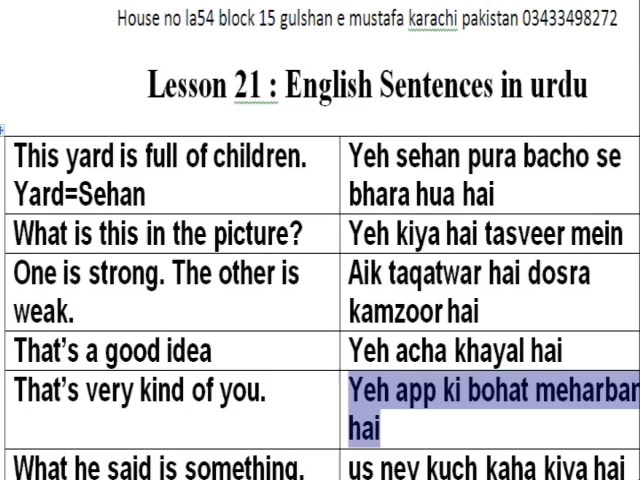 House no la54 block 15 gulshan e mustafa karachi pakistan 03433498272
Lesson 21 : English Sentences in urdu
This yard is full of children.
Yard=Sehan
Yeh sehan pura bacho se
bhara hua hai
What is this in the picture?
Yeh kiya hai tasveer mein
One is strong. The other is
weak.
Aik taqatwar hai dosra
kamzoor hai
That's a good idea
Yeh acha khayal hai
That's very kind of you.
Yeh app ki bohat meharbar
hai
What he said is something.
us ney kuch kaha kiya hai